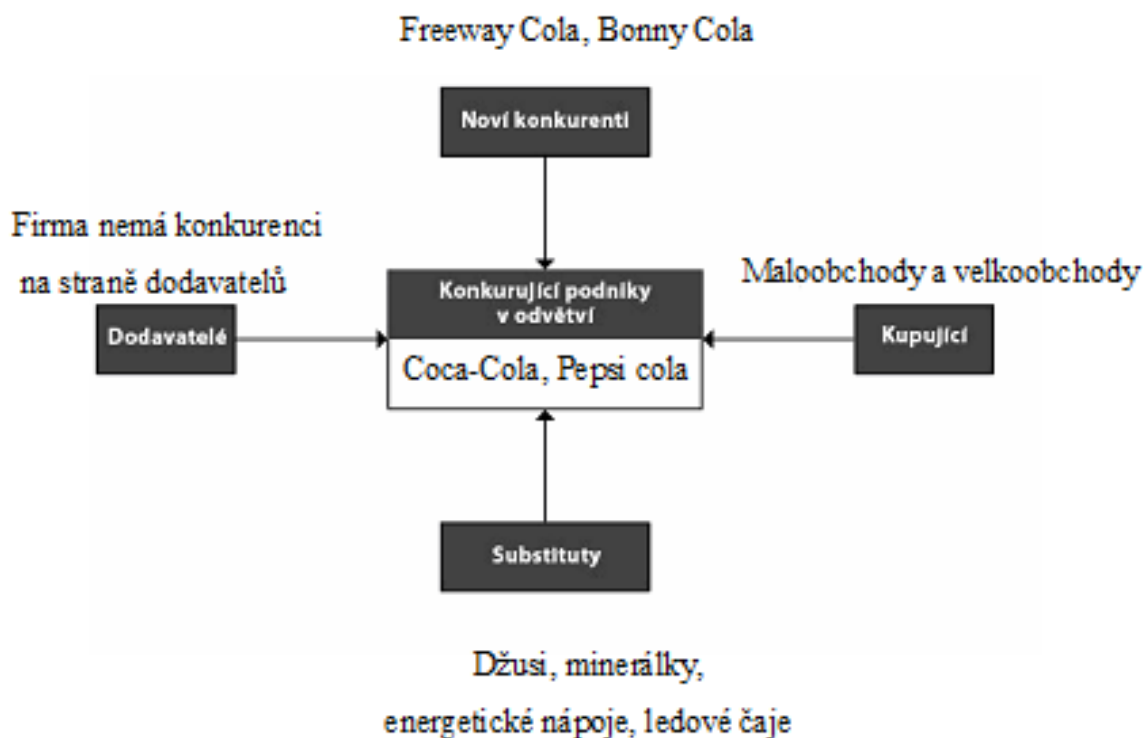 Freeway Cola, Bonny Cola
Noví konkurenti
Firma nemá konkurenci
na straně dodavatelů
Dodavatelé
Konkurující podniky
v odvětví
Coca-Cola, Pepsi cola
Maloobchody a velkoobchody
Kupující
Substituty
Džusi, minerálky,
energetické nápoje, ledové čaje